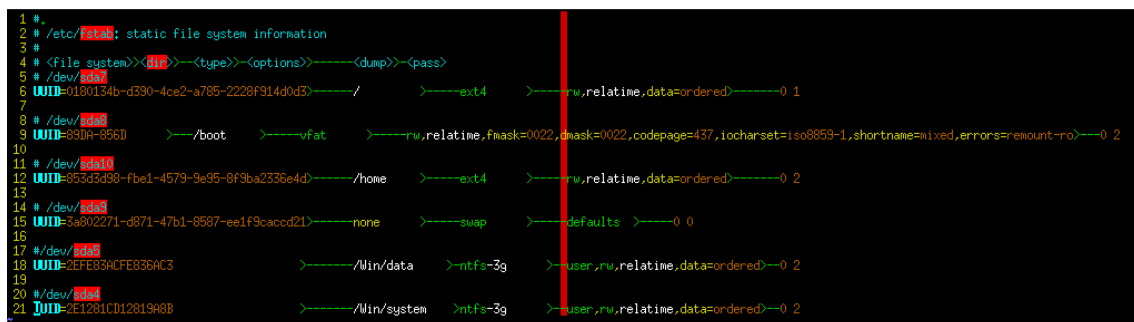 1 #.
2 # /etc/fstab: static file system information
3 #
4 # <file system>><dir>>--<type>>-<options>>------<dump>>-<pass>
5 # /dev/sda7
6 UUID=0180134b-d390-4ce2-a785-2228f914d0d3>------/ >-----ext4 >-----rw,relatime,data=ordered>-------0 1
7
8 # /dev/sda8
9 UUID=89DA-856D >---/boot >-----vfat >-----rw,relatime,fmask=0022,dmask=0022,codepage=437,iocharset=iso8859-1,shortname=mixed,errors=remount-ro>---0 2
10
11 # /dev/sda10
12 UUID=853d3d98-fbe1-4579-9e95-8f9ba2336e4d>------/home >-----ext4 >-----rw,relatime,data=ordered>-------0 2
13
14 # /dev/sda9
15 UUID=3a802271-d871-47b1-8587-ee1f9caccd21>------none >-----swap >-----defaults >-----0 0
16
17 #/dev/sda5
18 UUID=2EFE83ACFE836AC3 >-------/Win/data >-ntfs-3g >--user,rw,relatime,data=ordered>--0 2
19
20 #/dev/sda4
21 UUID=2E1281CD12819A8B >-------/Win/system >ntfs-3g >--user,rw,relatime,data=ordered>--0 2
~